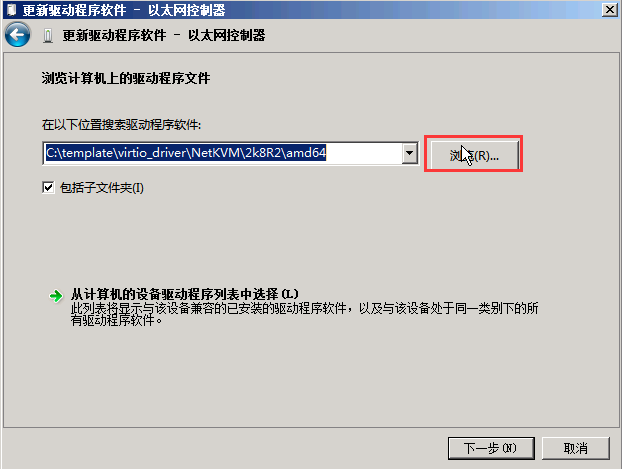 更新驱动程序软件 - 以太网控制器
更新驱动程序软件 - 以太网控制器
浏览计算机上的驱动程序文件
在以下位置搜索驱动程序软件:
C:\template\virtio_driver\NetKVM\2k8R2\amd64
浏览(R)...
包括子文件夹(I)
从计算机的设备驱动程序列表中选择(L)
此列表将显示与该设备兼容的已安装的驱动程序软件，以及与该设备处于同一类别下的所
有驱动程序软件。
下一步(N)
取消